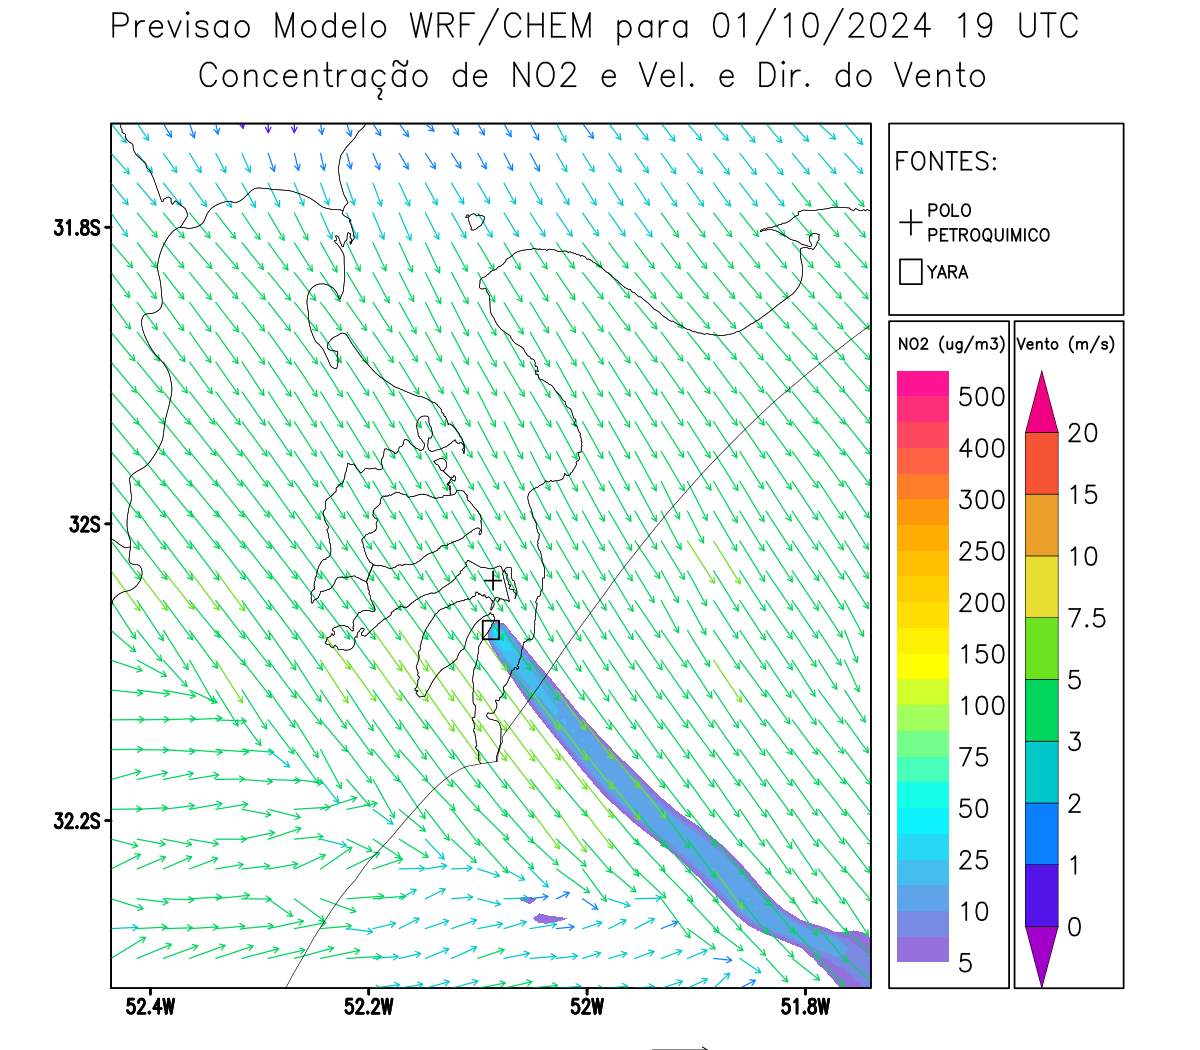 Previsao Modelo WRF/CHEM para 01/10/2024 19 UTC
Concentração de NO2 e Vel. e Dir. do Vento
FONTES:
POLO
PETROQUIMICO
YARA
NO2 (ug/m3)
500
400
300
250
200
150
100
75
50
25
10
5
Vento (m/s)
20
15
10
7.5
5
3
2
1
0
31.8S
32S
32.2S
52.4W
52.2W
52W
51.8W